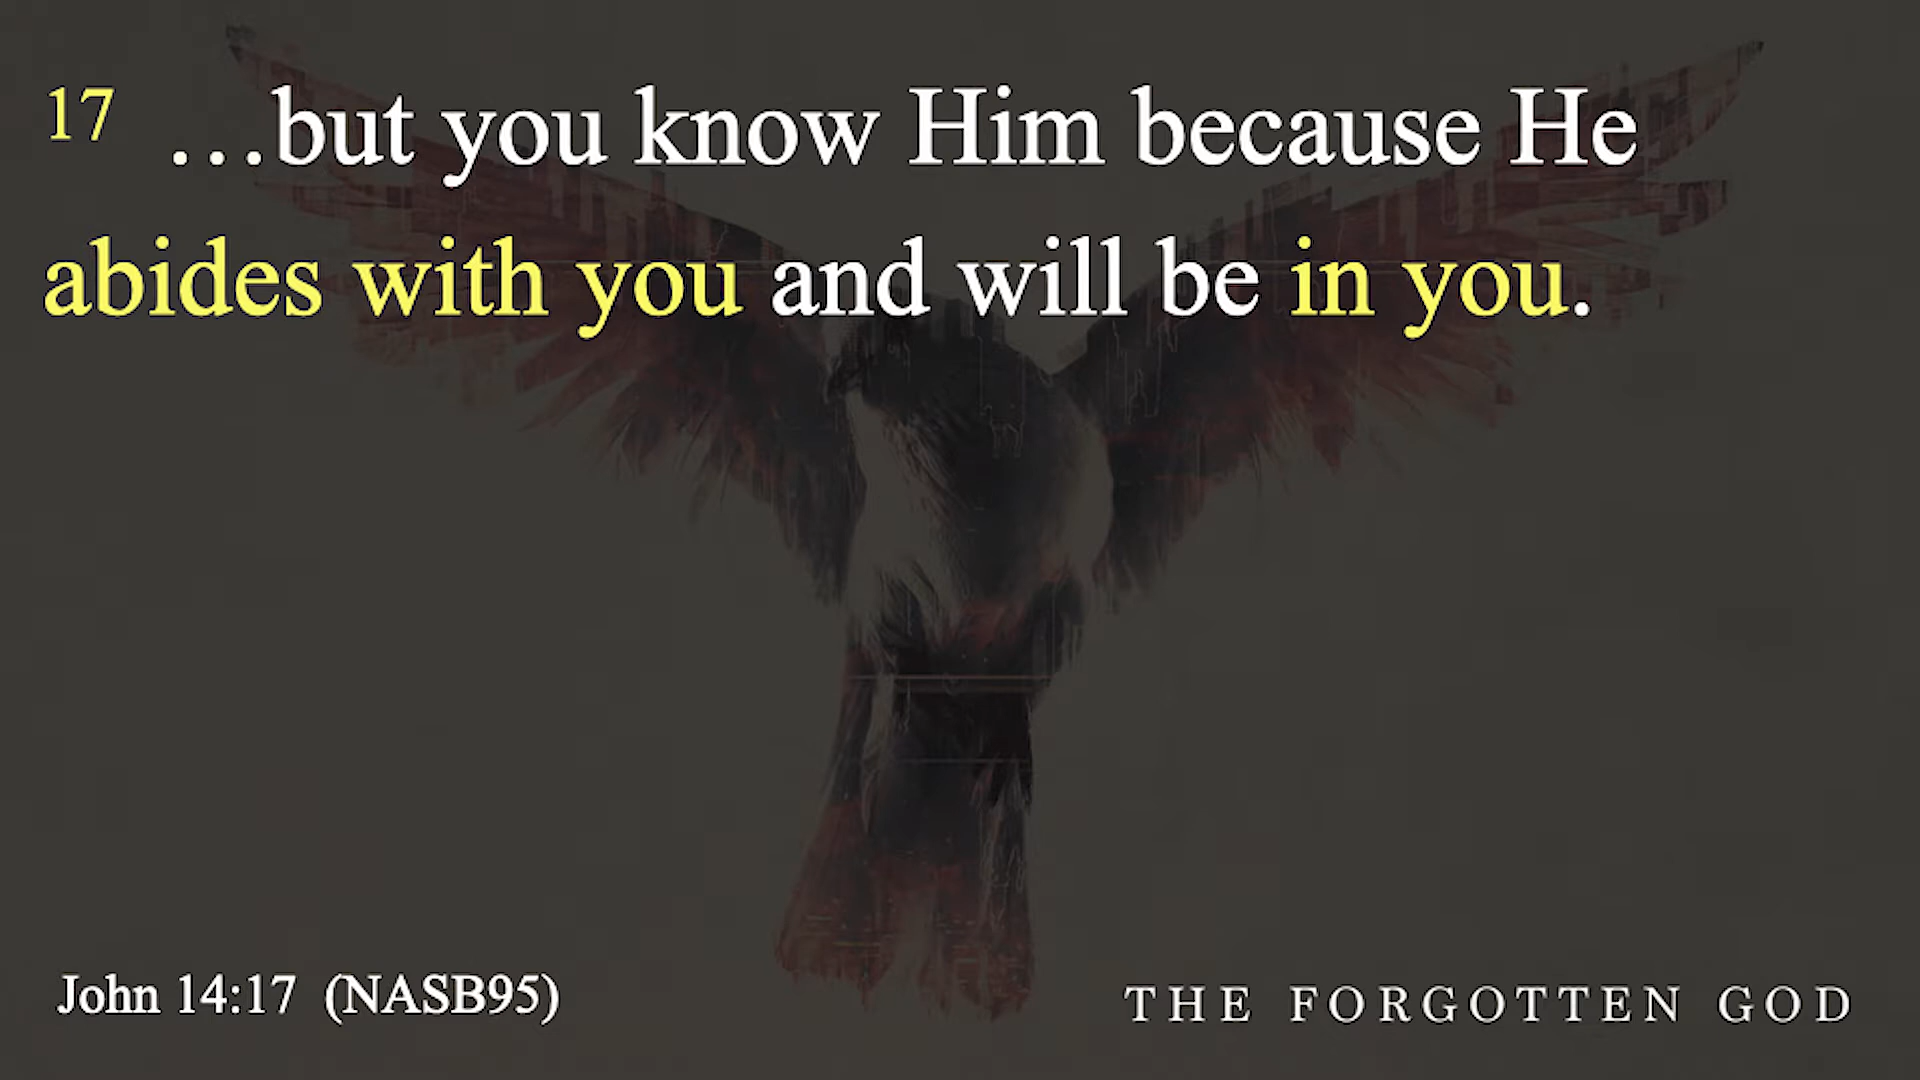 17 …but you know Him because He
abides with you and will be in you.
John 14:17 (NASB95)
THE FORGOTTEN GOD